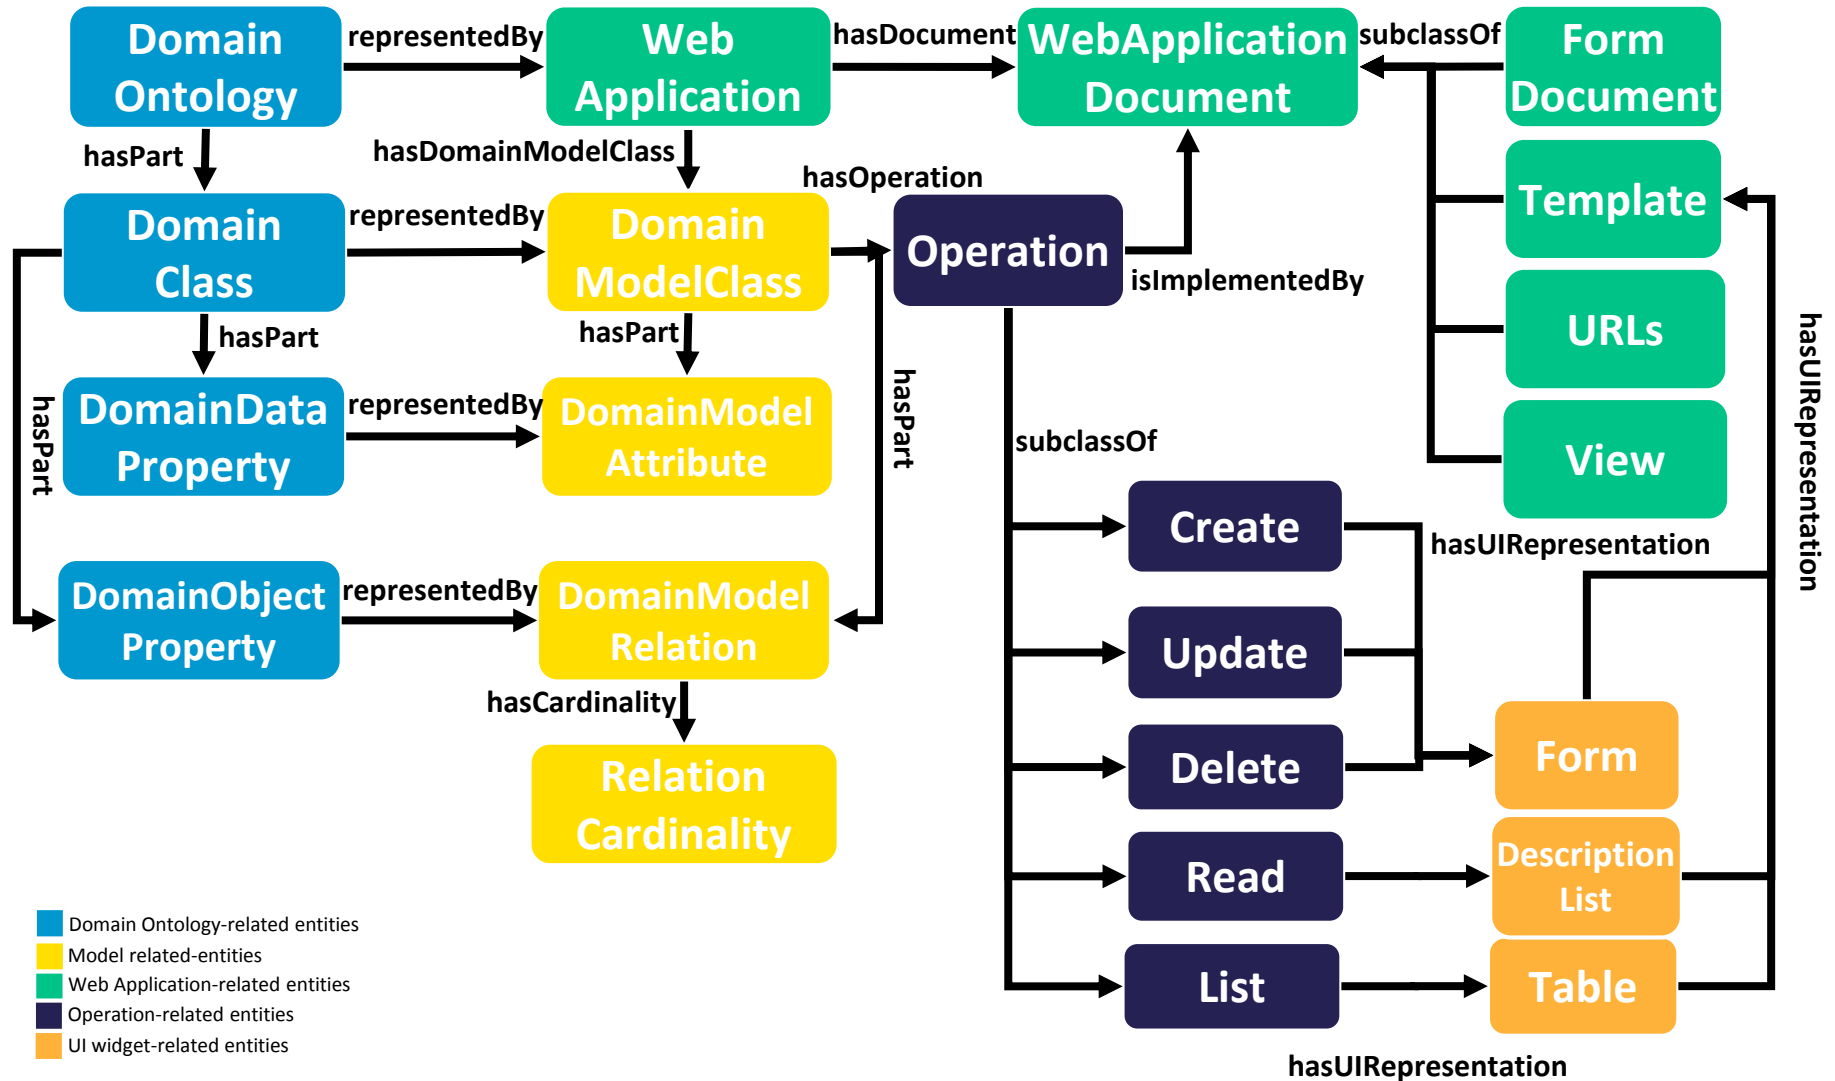 Domain
Ontology
representedBy
Web
Application
hasDocument
WebApplication
Document
subclassOf
Form
Document
hasPart
hasDomainModelClass
hasOperation
Domain
Class
representedBy
Domain
ModelClass
Operation
isImplementedBy
Template
hasPart
hasPart
URLs
hasUIRepresentation
hasPart
DomainData
Property
representedBy
DomainModel
Attribute
hasPart
subclassOf
View
Create
hasUIRepresentation
DomainObject
Property
representedBy
DomainModel
Relation
Update
hasCardinality
Relation
Cardinality
Delete
Form
Read
Description
List
List
Table
hasUIRepresentation
Domain Ontology-related entities
Model related-entities
Web Application-related entities
Operation-related entities
UI widget-related entities